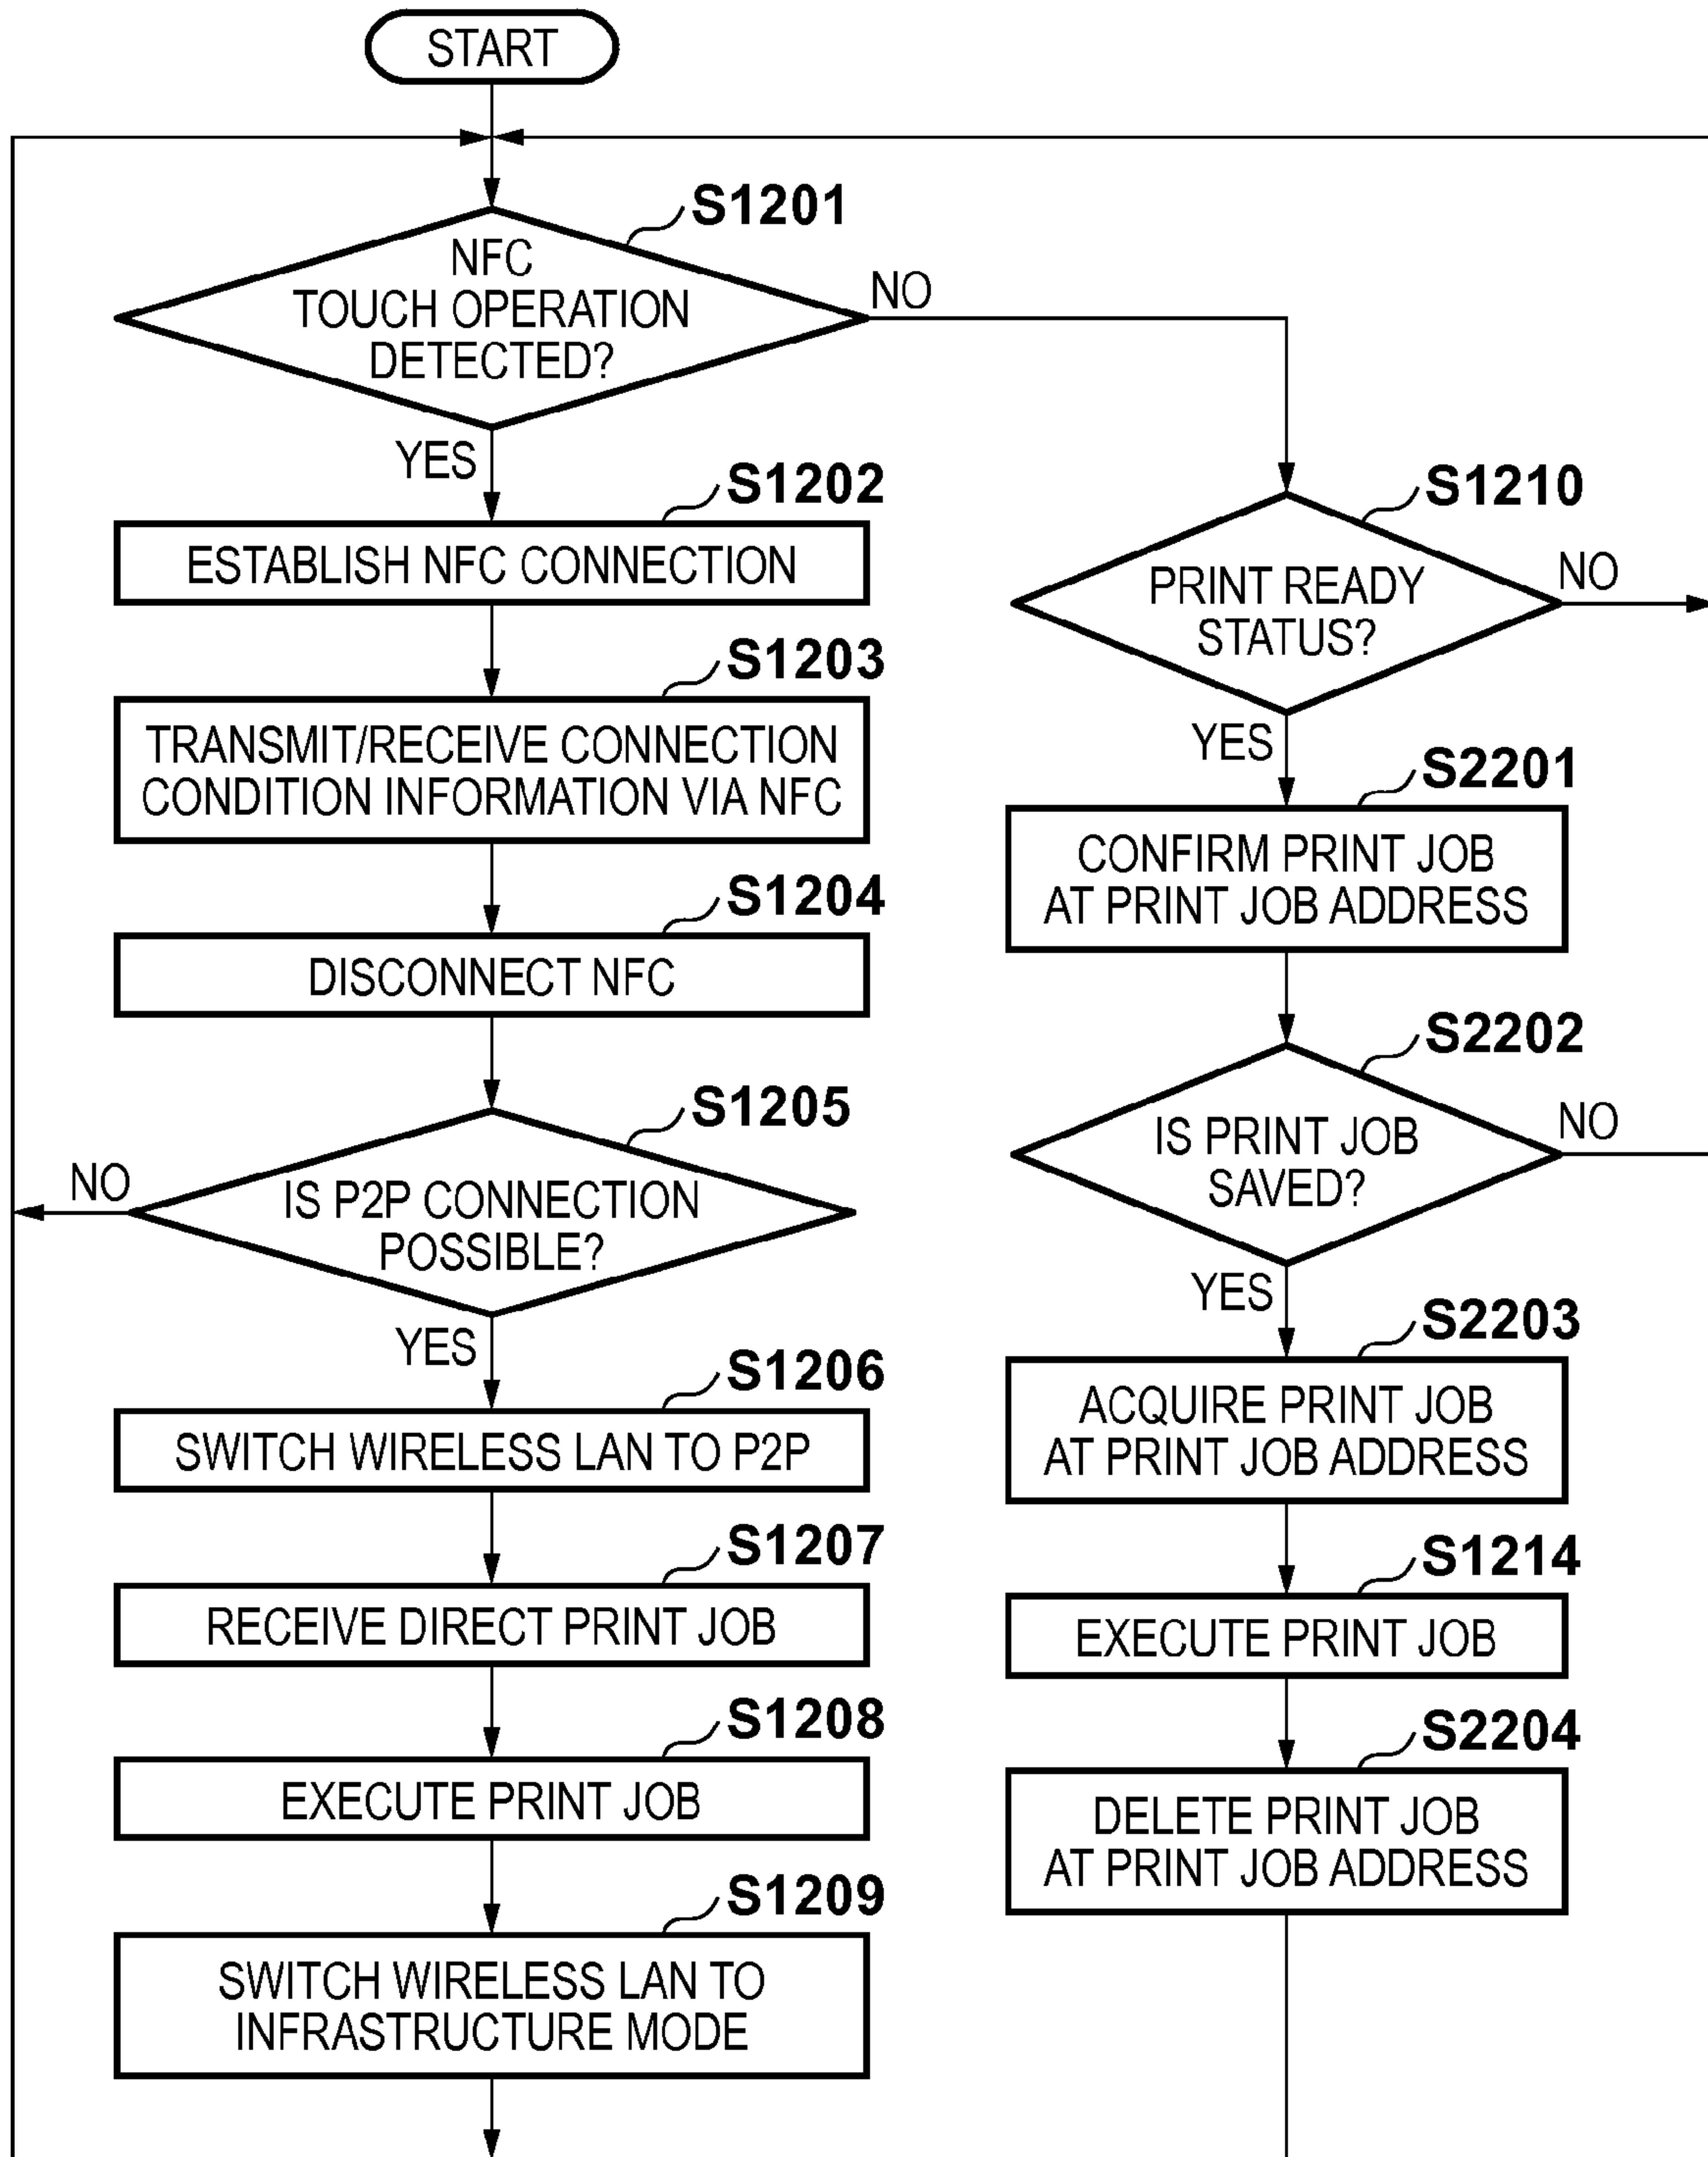 START
S1201
NFC
TOUCH OPERATION
DETECTED?
NO
YES
S1202
ESTABLISH NFC CONNECTION
S1203
TRANSMIT/RECEIVE CONNECTION
CONDITION INFORMATION VIA NFC
S1204
DISCONNECT NFC
S1205
IS P2P CONNECTION
POSSIBLE?
NO
YES
S1206
SWITCH WIRELESS LAN TO P2P
S1207
RECEIVE DIRECT PRINT JOB
S1208
EXECUTE PRINT JOB
S1209
SWITCH WIRELESS LAN TO
INFRASTRUCTURE MODE
S1210
PRINT READY
STATUS?
NO
YES
S2201
CONFIRM PRINT JOB
AT PRINT JOB ADDRESS
S2202
IS PRINT JOB
SAVED?
NO
YES
S2203
ACQUIRE PRINT JOB
AT PRINT JOB ADDRESS
S1214
EXECUTE PRINT JOB
S2204
DELETE PRINT JOB
AT PRINT JOB ADDRESS